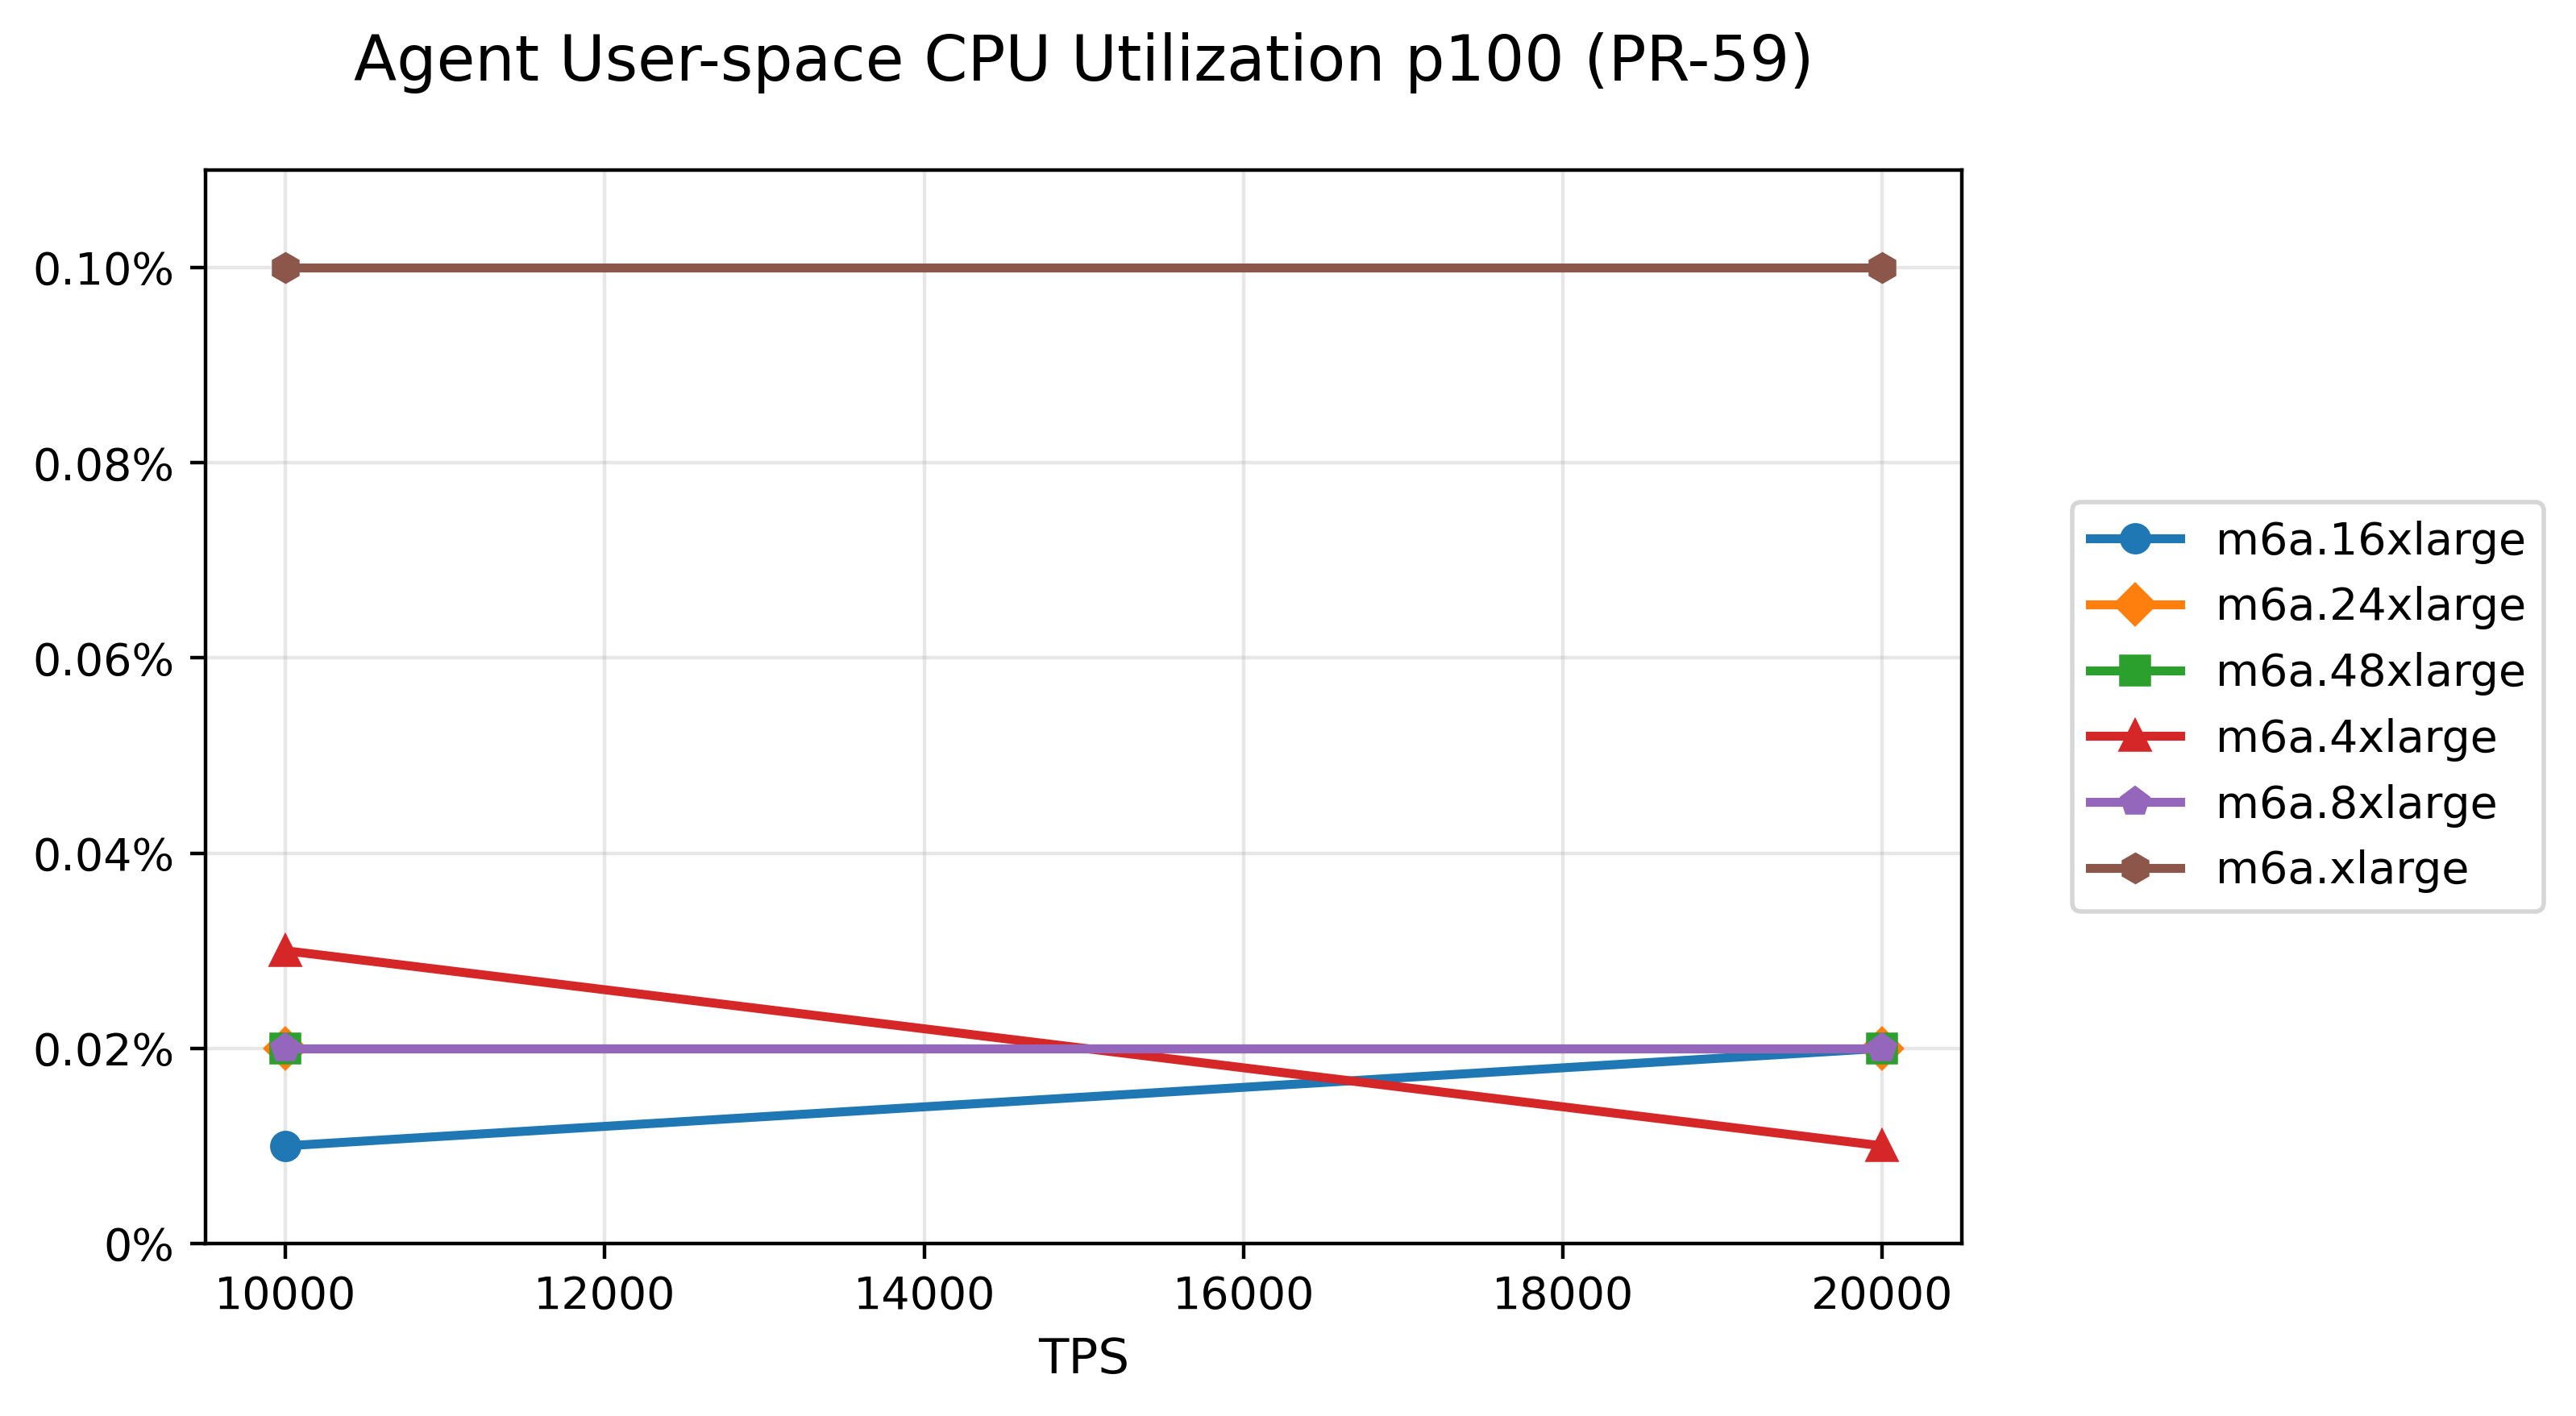 Agent User-space CPU Utilization p100 (PR-59)
0.10%
0.08%
0.06%
0.04%
0.02%
0%
10000 12000 14000 16000 18000 20000
TPS
m6a.16xlarge
m6a.24xlarge
m6a.48xlarge
m6a.4xlarge
m6a.8xlarge
m6a.xlarge